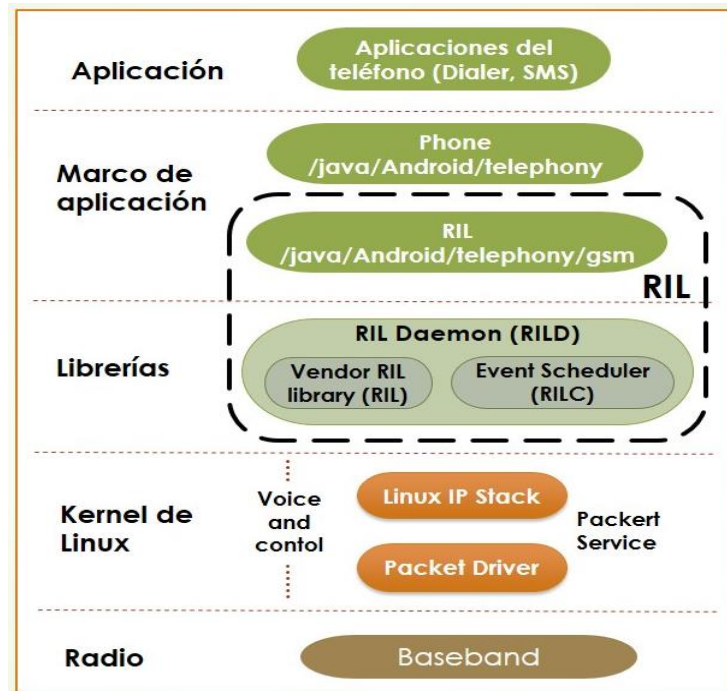 Aplicación
Aplicaciones del
teléfono (Dialer, SMS)
Marco de
aplicación
Phone
/java/Android/telephony
RIL
/java/Android/telephony/gsm
RIL
Librerías
RIL Daemon (RILD)
Vendor RIL
library (RIL)
Event Scheduler
(RILC)
Kernel de
Linux
Voice
and
contol
Linux IP Stack
Packet Driver
Packert
Service
Radio
Baseband